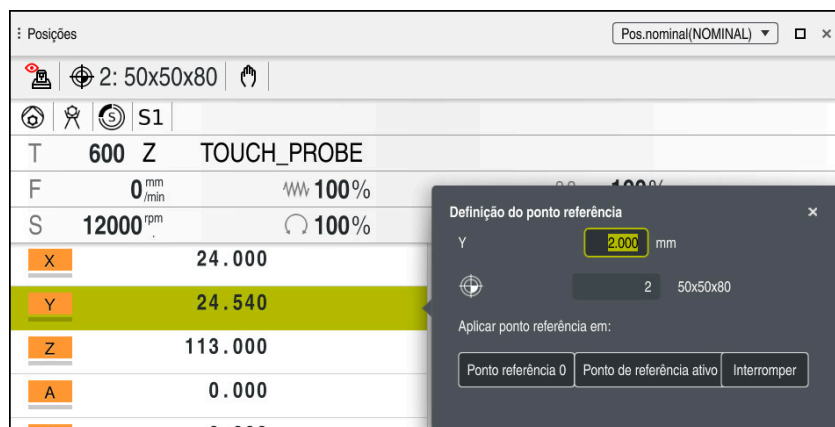 Posições
Pos.nominal(NOMINAL)
2: 50x50x80
S S1
T 600 Z TOUCH_PROBE
F 0 mm/min 100% 100%
S 12000 rpm 100%
Definição do ponto referência
Y 2.000 mm
2 50x50x80
Aplicar ponto referência em:
Ponto referência 0 Ponto de referência ativo Interromper
X 24.000
Y 24.540
Z 113.000
A 0.000